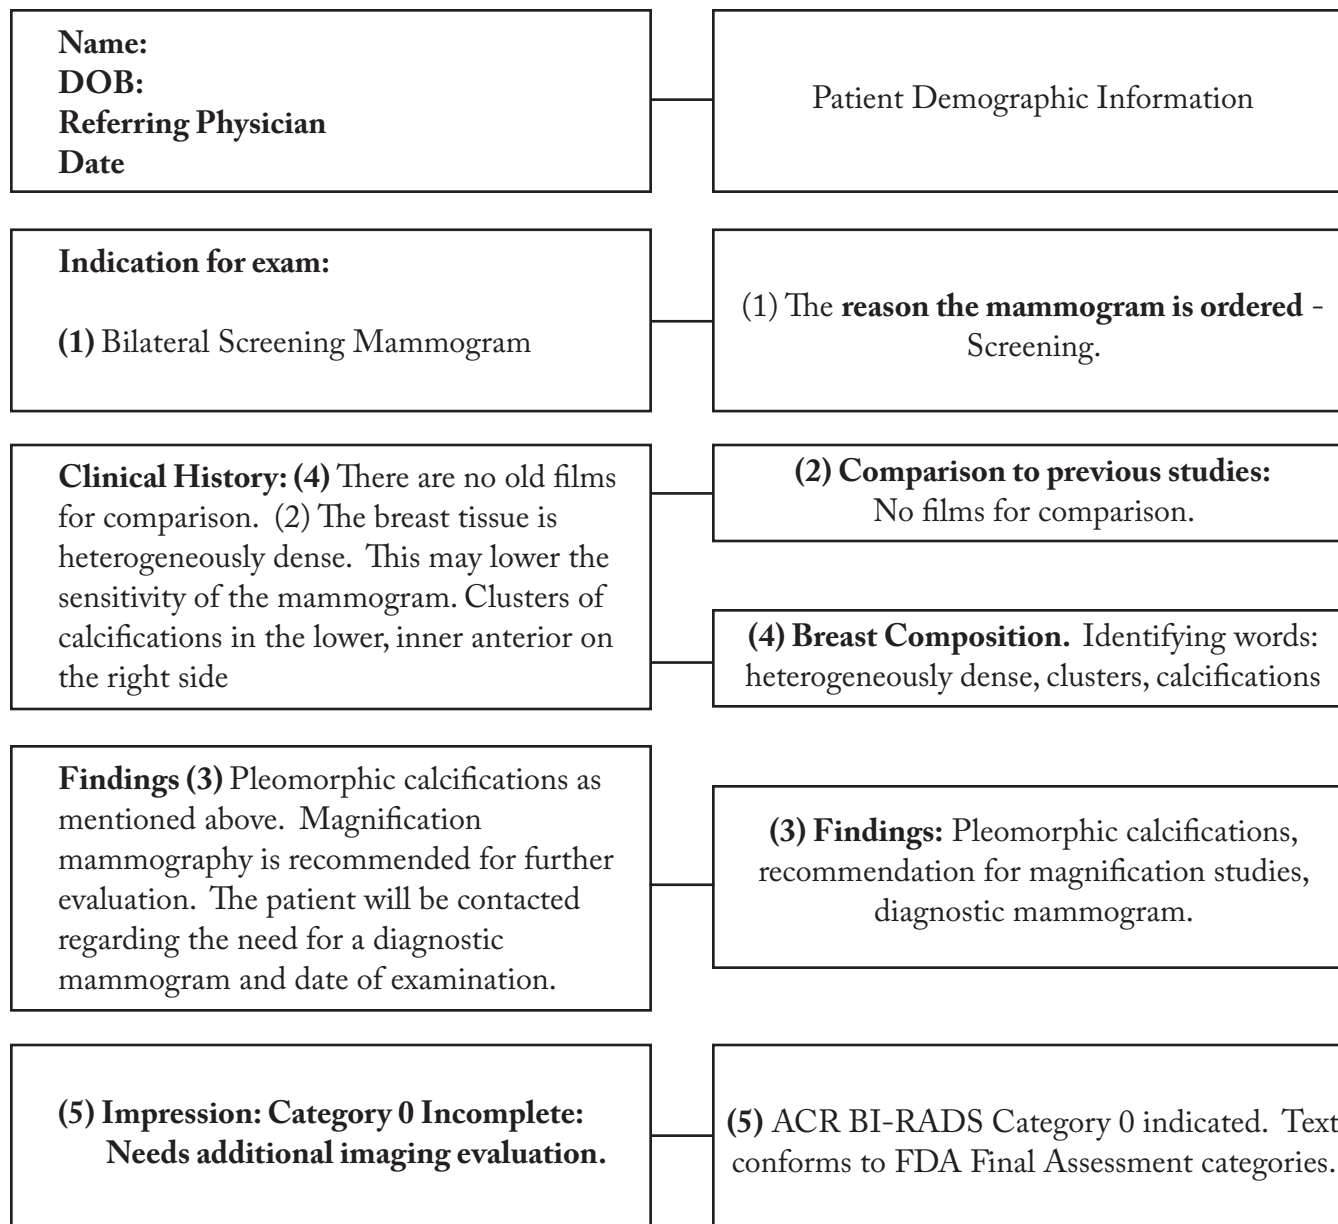 Name:
DOB:
Referring Physician
Date
Patient Demographic Information
Indication for exam:
(1) Bilateral Screening Mammogram
(1) The reason the mammogram is ordered -
Screening.
Clinical History: (4) There are no old films
for comparison.  (2) The breast tissue is
heterogeneously dense.  This may lower the
sensitivity of the mammogram. Clusters of
calcifications in the lower, inner anterior on
the right side
(2) Comparison to previous studies:
No films for comparison.
(4) Breast Composition.  Identifying words:
heterogeneously dense, clusters, calcifications
Findings (3) Pleomorphic calcifications as
mentioned above.  Magnification
mammography is recommended for further
evaluation.  The patient will be contacted
regarding the need for a diagnostic
mammogram and date of examination.
(3) Findings: Pleomorphic calcifications,
recommendation for magnification studies,
diagnostic mammogram.
(5) Impression: Category 0 Incomplete:
Needs additional imaging evaluation.
(5) ACR BI-RADS Category 0 indicated.  Text
conforms to FDA Final Assessment categories.